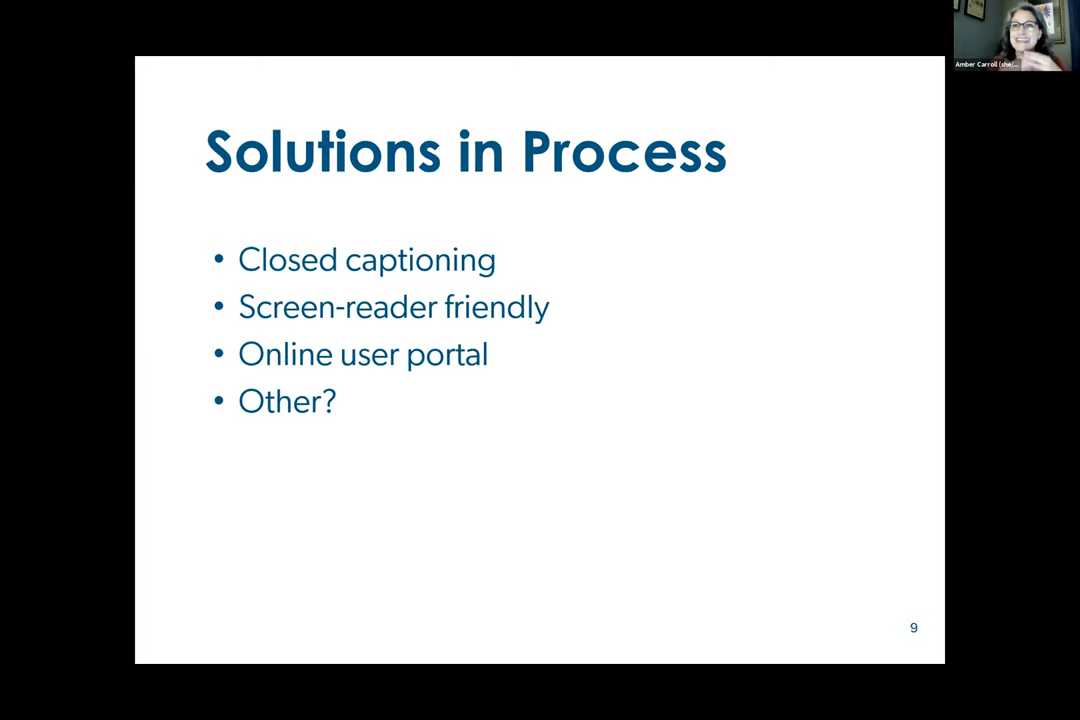 Solutions in Process
• Closed captioning
• Screen-reader friendly
• Online user portal
• Other?
9
Amber Carroll (she/...